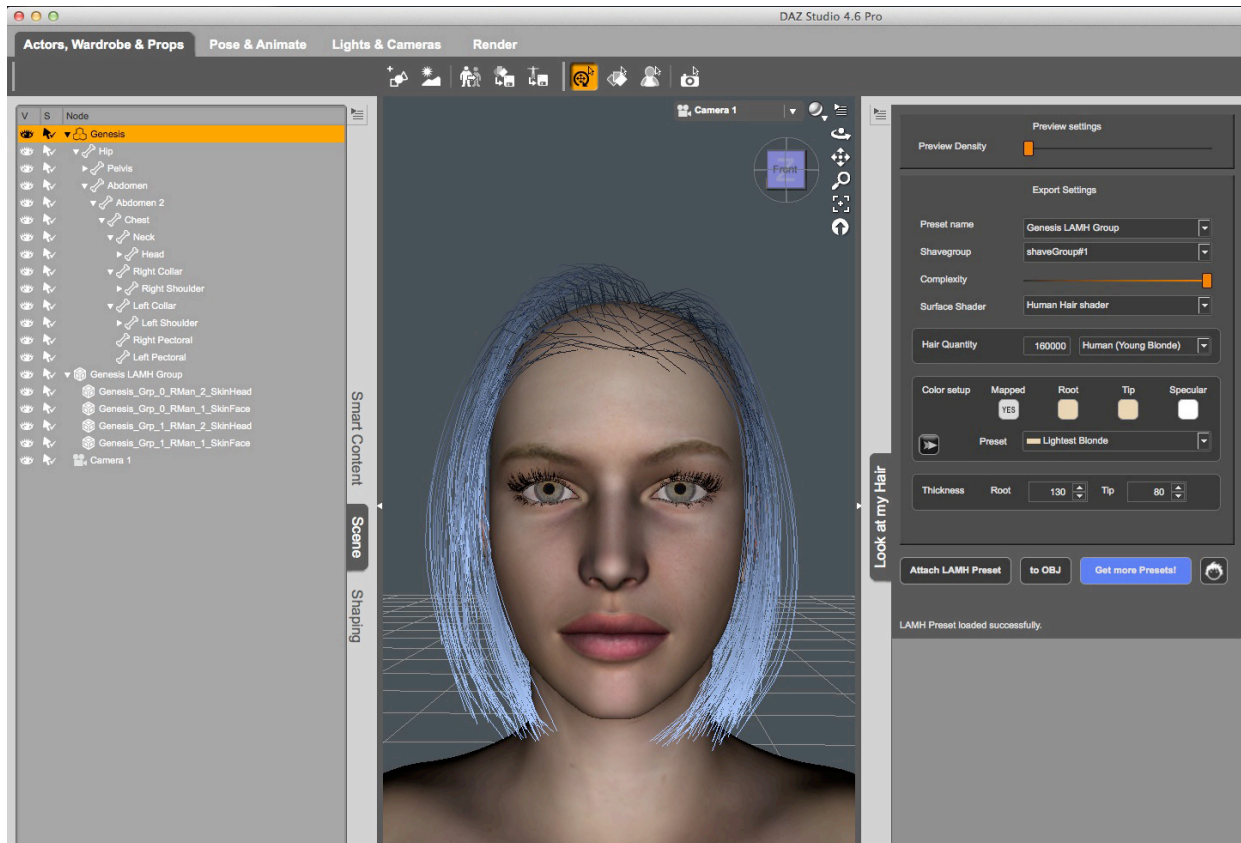 DAZ Studio 4.6 Pro
Actors, Wardrobe & Props
Pose & Animate
Lights & Cameras
Render
V S Node
Genesis
Hip
Pelvis
Abdomen
Abdomen 2
Chest
Neck
Head
Right Collar
Right Shoulder
Left Collar
Left Shoulder
Right Pectoral
Left Pectoral
Genesis LAMH Group
Genesis_Grp_0_RMan_2_SkinHead
Genesis_Grp_0_RMan_1_SkinFace
Genesis_Grp_1_RMan_2_SkinHead
Genesis_Grp_1_RMan_1_SkinFace
Camera 1
Smart Content
Scene
Shaping
Camera 1
Front
Look at my Hair
Preview settings
Preview Density
Export Settings
Preset name Genesis LAMH Group
Shavegroup shaveGroup#1
Complexity
Surface Shader Human Hair shader
Hair Quantity 160000 Human (Young Blonde)
Color setup Mapped Root Tip Specular
YES
Preset Lightest Blonde
Thickness Root 130 Tip 80
Attach LAMH Preset
to OBJ
Get more Presets!
LAMH Preset loaded successfully.